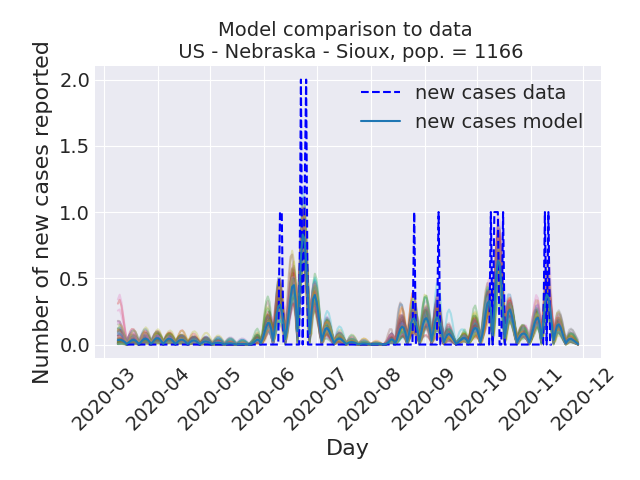 Model comparison to data
US - Nebraska - Sioux, pop. = 1166
new cases data
new cases model
Number of new cases reported
2.0
1.5
1.0
0.5
0.0
2020-03
2020-04
2020-05
2020-06
2020-07
2020-08
2020-09
2020-10
2020-11
2020-12
Day